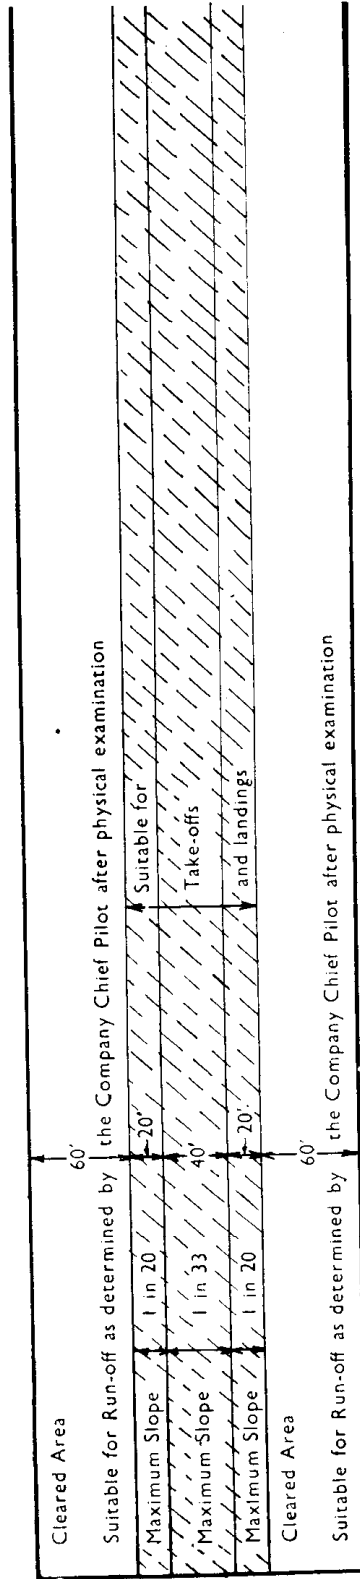 Cleared Area
60'
Suitable for Run-off as determined by the Company Chief Pilot after physical examination
Maximum Slope 1 in 20 20' Suitable for
Maximum Slope 1 in 33 40' Take-offs
MaxImum Slope 1 in 20 20' and landings
Cleared Area
60'
Suitable for Run-off as determined by the Company Chief Pilot after physical examination